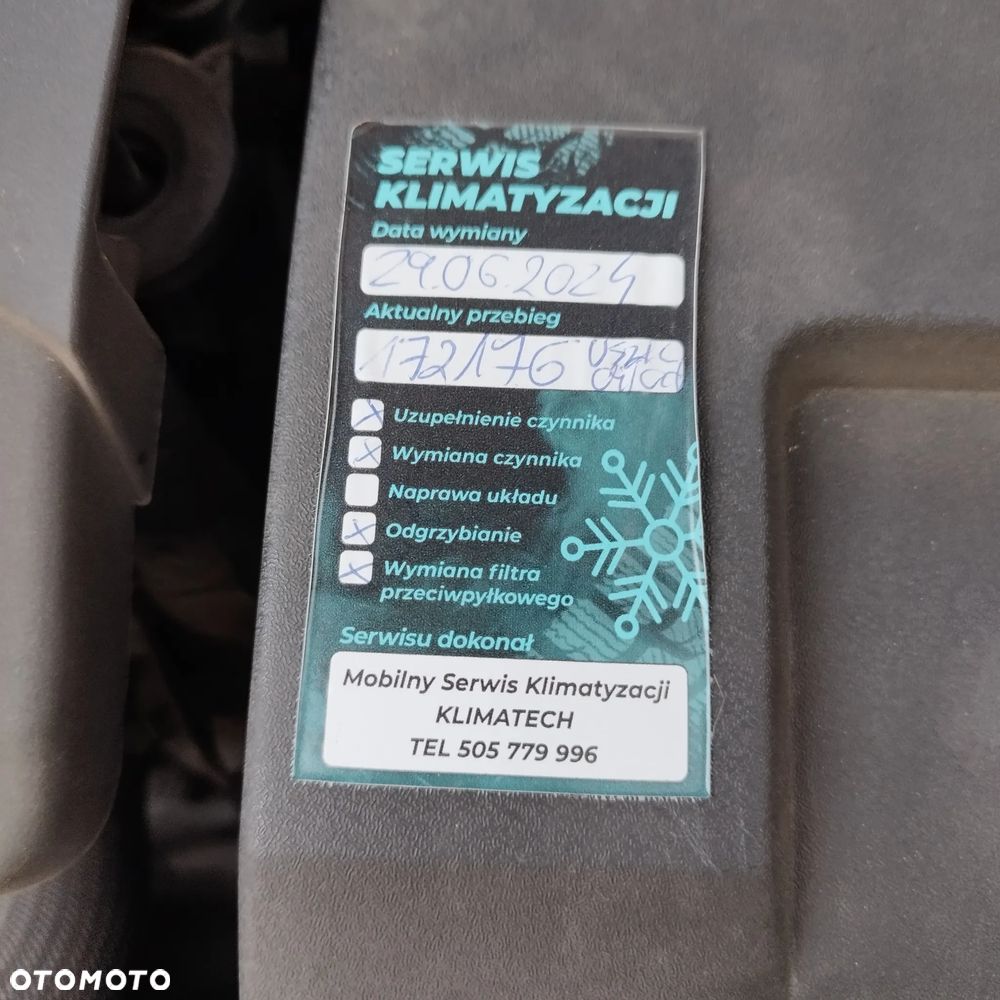 SERWIS
KLIMATYZACJI
Data wymiany
29.06.2024
Aktualny przebieg
172176
Uzupełnienie czynnika
Wymiana czynnika
Naprawa układu
Odgrzybianie
Wymiana filtra
przeciwpyłkowego
Serwisu dokonał
Mobilny Serwis Klimatyzacji
KLIMATECH
TEL 505 779 996
OTOMOTO